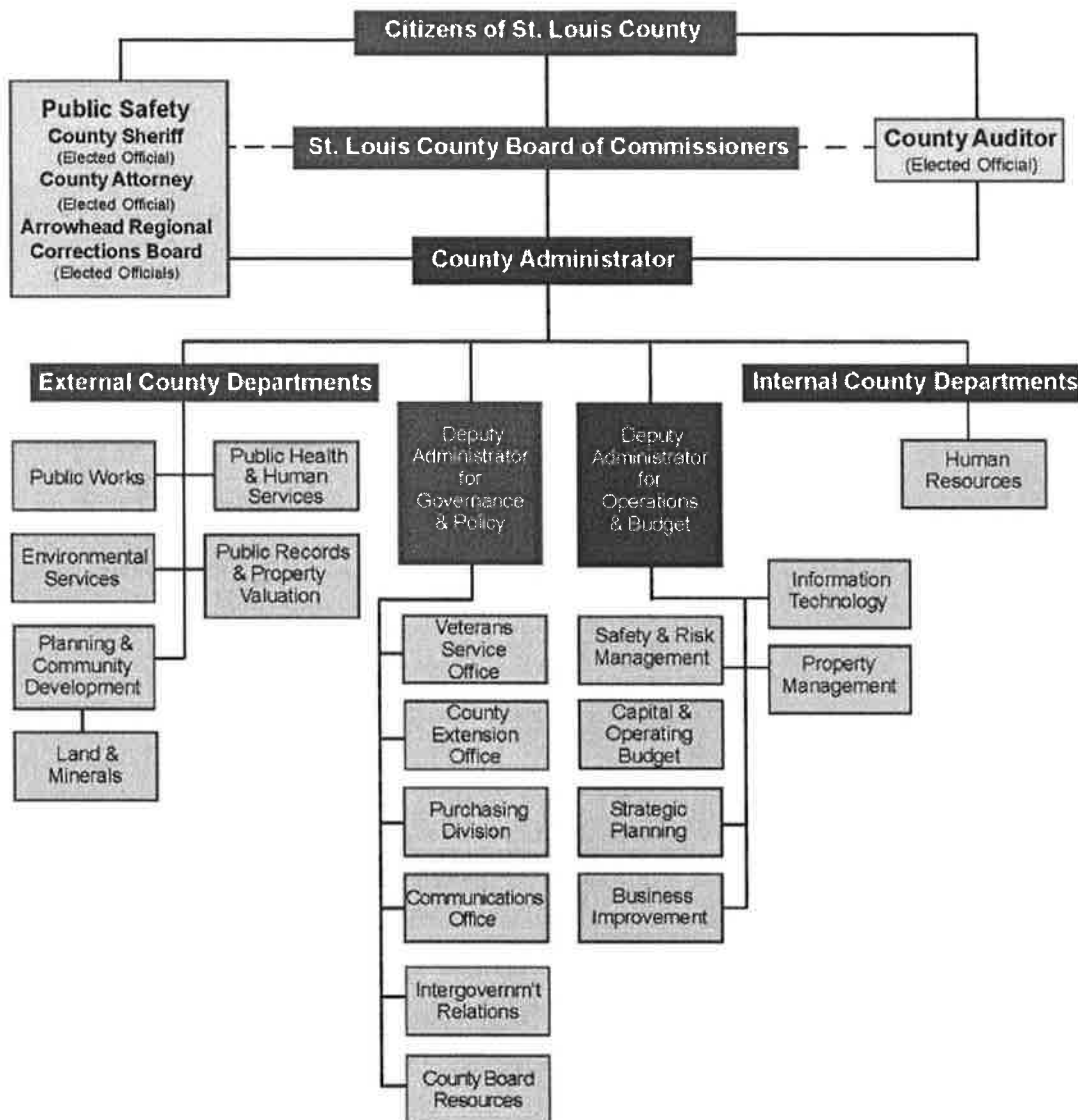 Citizens of St. Louis County
Public Safety
County Sheriff
(Elected Official)
County Attorney
(Elected Official)
Arrowhead Regional
Corrections Board
(Elected Officials)
St. Louis County Board of Commissioners
County Auditor
(Elected Official)
County Administrator
External County Departments
Public Works
Public Health
& Human
Services
Environmental
Services
Public Records
& Property
Valuation
Planning &
Community
Development
Land &
Minerals
Deputy
Administrator
for
Governance
& Policy
Veterans
Service
Office
County
Extension
Office
Purchasing
Division
Communications
Office
Intergovernm't
Relations
County Board
Resources
Deputy
Administrator
for
Operations
& Budget
Information
Technology
Safety & Risk
Management
Property
Management
Capital &
Operating
Budget
Strategic
Planning
Business
Improvement
Internal County Departments
Human
Resources